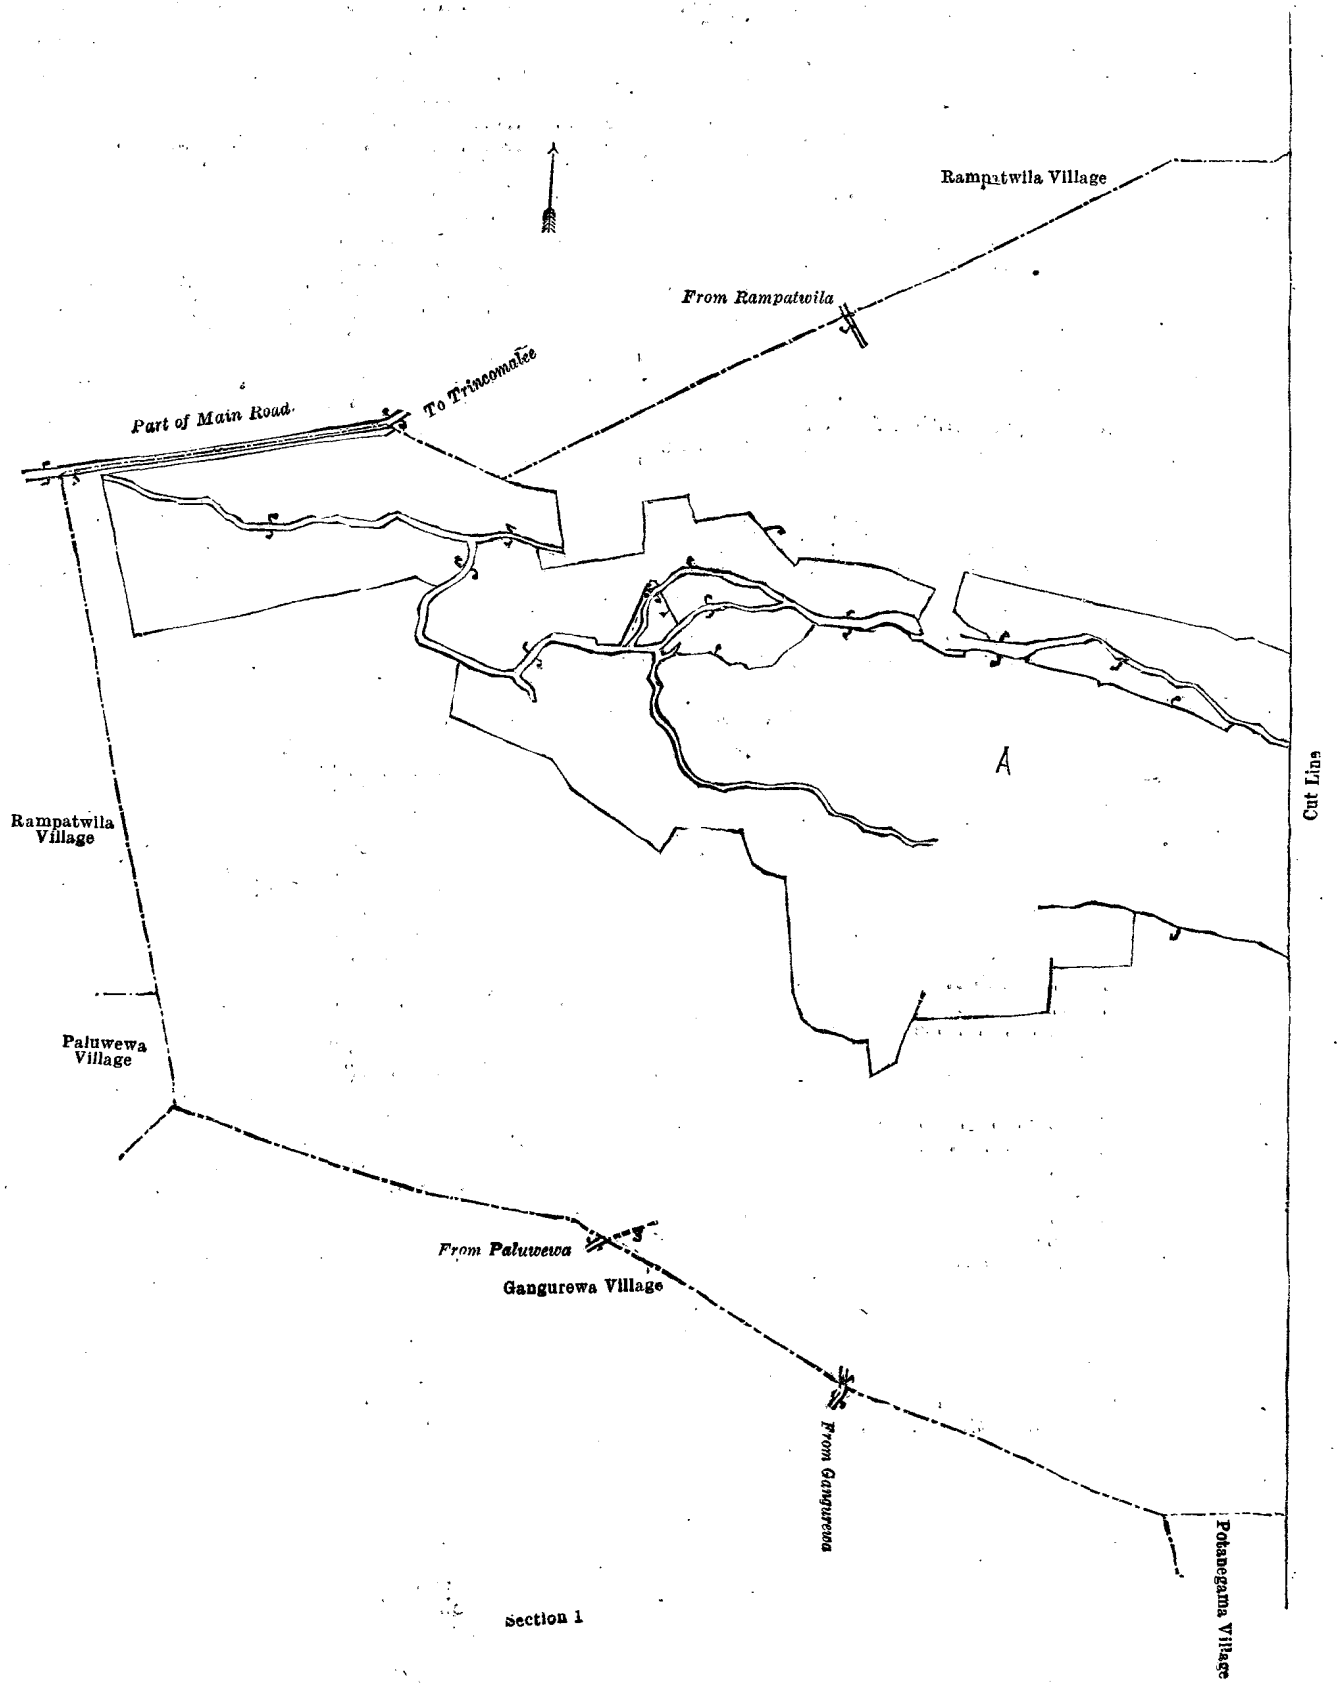 Rampatwila Village
From Rampatwila
To Trincomalee
Part of Main Road.
A
Cut Line
Rampatwila
Village
Paluwewa
Village
From Paluwewa
Gangurewa Village
From Gangurewa
Potanegama Village
Section 1